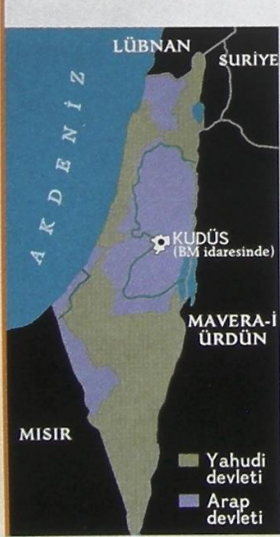 LÜBNAN
SURİYE
AKDENİZ
KUDÜS
(BM idaresinde)
MAVERA-İ
ÜRDÜN
MISIR
Yahudi
devleti
Arap
devleti